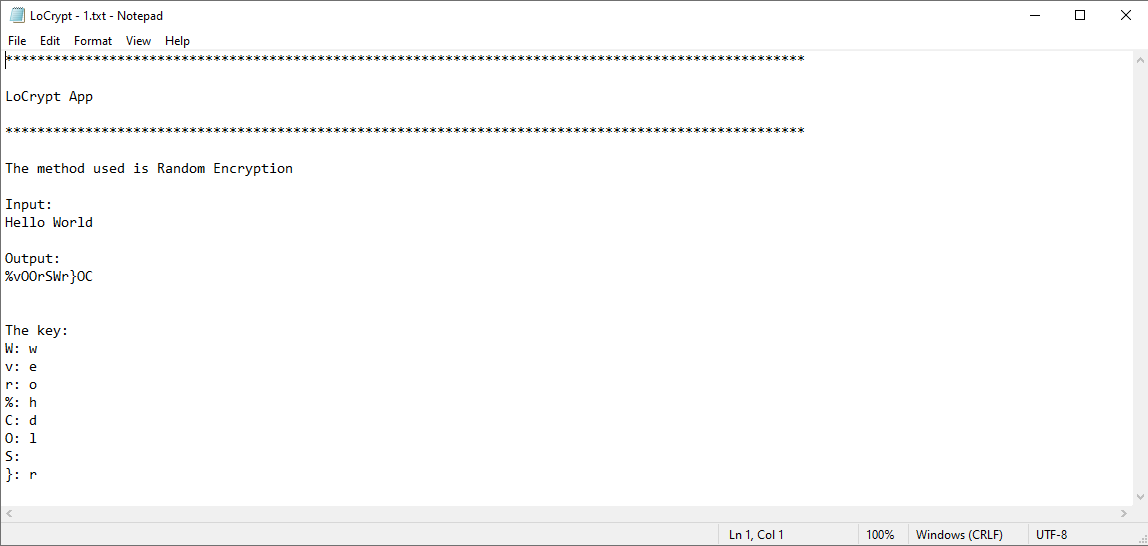 LoCrypt - 1.txt - Notepad
File Edit Format View Help
****************************************************************************************************
LoCrypt App
****************************************************************************************************
The method used is Random Encryption
Input:
Hello World
Output:
%vOOrSWr}OC
The key:
W: w
v: e
r: o
%: h
C: d
O: l
S:
}: r
Ln 1, Col 1 100% Windows (CRLF) UTF-8